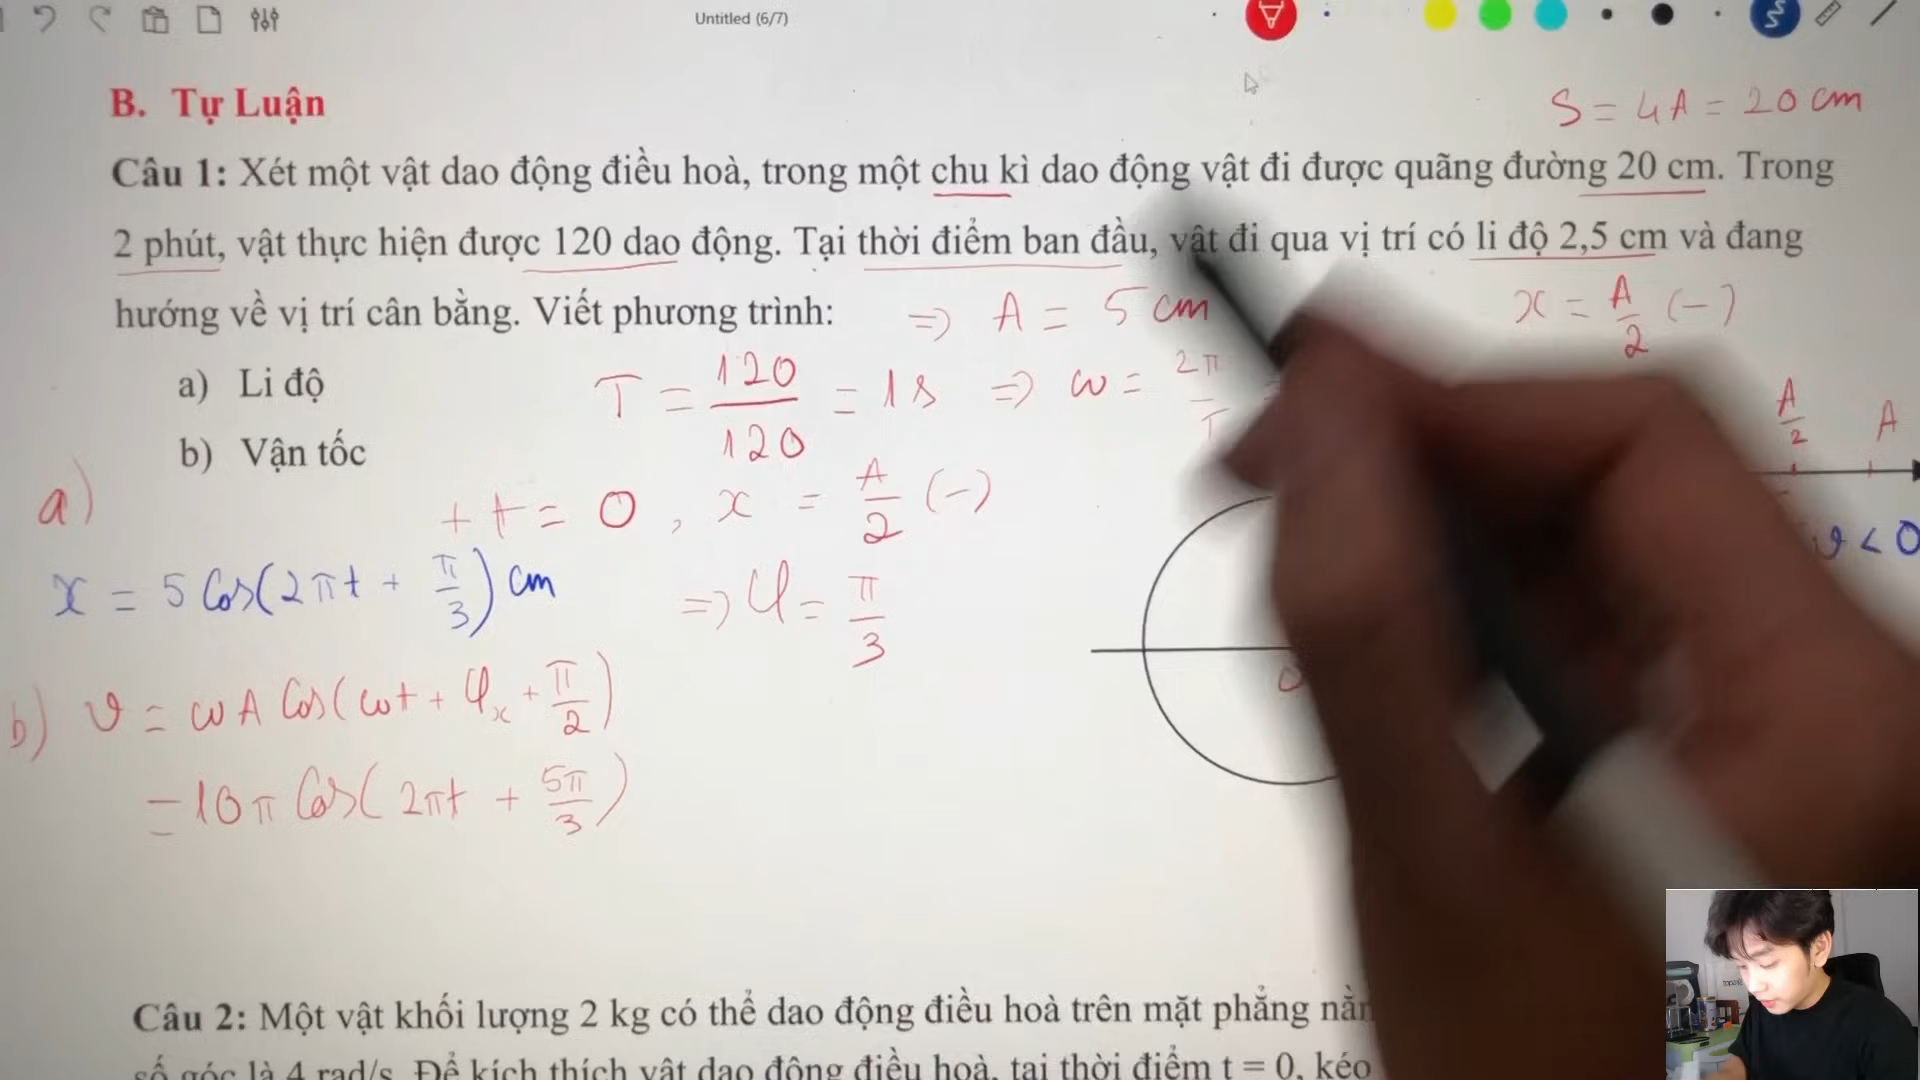 Untitled (6/7)
S = 4A = 20 cm
B. Tự Luận
Câu 1: Xét một vật dao động điều hoà, trong một chu kì dao động vật đi được quãng đường 20 cm. Trong
2 phút, vật thực hiện được 120 dao động. Tại thời điểm ban đầu, vật đi qua vị trí có li độ 2,5 cm và đang
hướng về vị trí cân bằng. Viết phương trình:
=> A = 5 cm
x = A/2 (-)
a) Li độ
T = 120/120 = 1s => ω = 2π/T
A/2 A
b) Vận tốc
a)
+ t = 0, x = A/2 (-)
v < 0
x = 5 Cos(2πt + π/3) cm
=> φ = π/3
O
b) v = ωA Cos(ωt + φx + π/2)
= 10π Cos(2πt + 5π/3)
Câu 2: Một vật khối lượng 2 kg có thể dao động điều hoà trên mặt phẳng nằm
số góc là 4 rad/s. Để kích thích vật dao động điều hoà, tại thời điểm t = 0, kéo